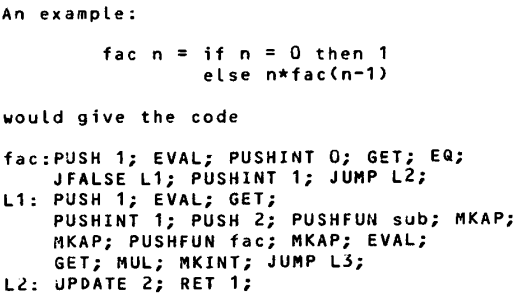 An example:
fac n = if n = 0 then 1
else n*fac(n-1)
would give the code
fac:PUSH 1; EVAL; PUSHINT 0; GET; EQ;
JFALSE L1; PUSHINT 1; JUMP L2;
L1: PUSH 1; EVAL; GET;
PUSHINT 1; PUSH 2; PUSHFUN sub; MKAP;
MKAP; PUSHFUN fac; MKAP; EVAL;
GET; MUL; MKINT; JUMP L3;
L2: UPDATE 2; RET 1;